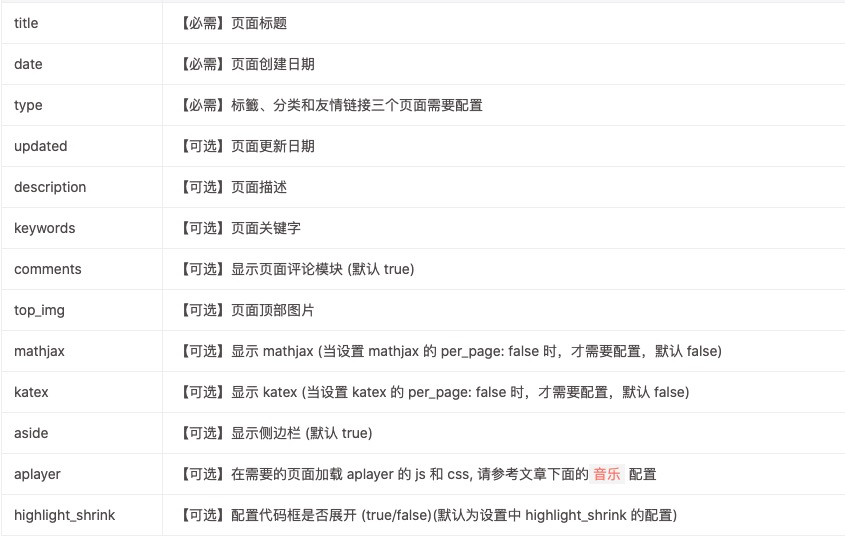 title 【必需】页面标题
date 【必需】页面创建日期
type 【必需】标籤、分类和友情链接三个页面需要配置
updated 【可选】页面更新日期
description 【可选】页面描述
keywords 【可选】页面关键字
comments 【可选】显示页面评论模块 (默认 true)
top_img 【可选】页面顶部图片
mathjax 【可选】显示 mathjax (当设置 mathjax 的 per_page: false 时，才需要配置，默认 false)
katex 【可选】显示 katex (当设置 katex 的 per_page: false 时，才需要配置，默认 false)
aside 【可选】显示侧边栏 (默认 true)
aplayer 【可选】在需要的页面加载 aplayer 的 js 和 css, 请参考文章下面的 音乐 配置
highlight_shrink 【可选】配置代码框是否展开 (true/false)(默认为设置中 highlight_shrink 的配置)